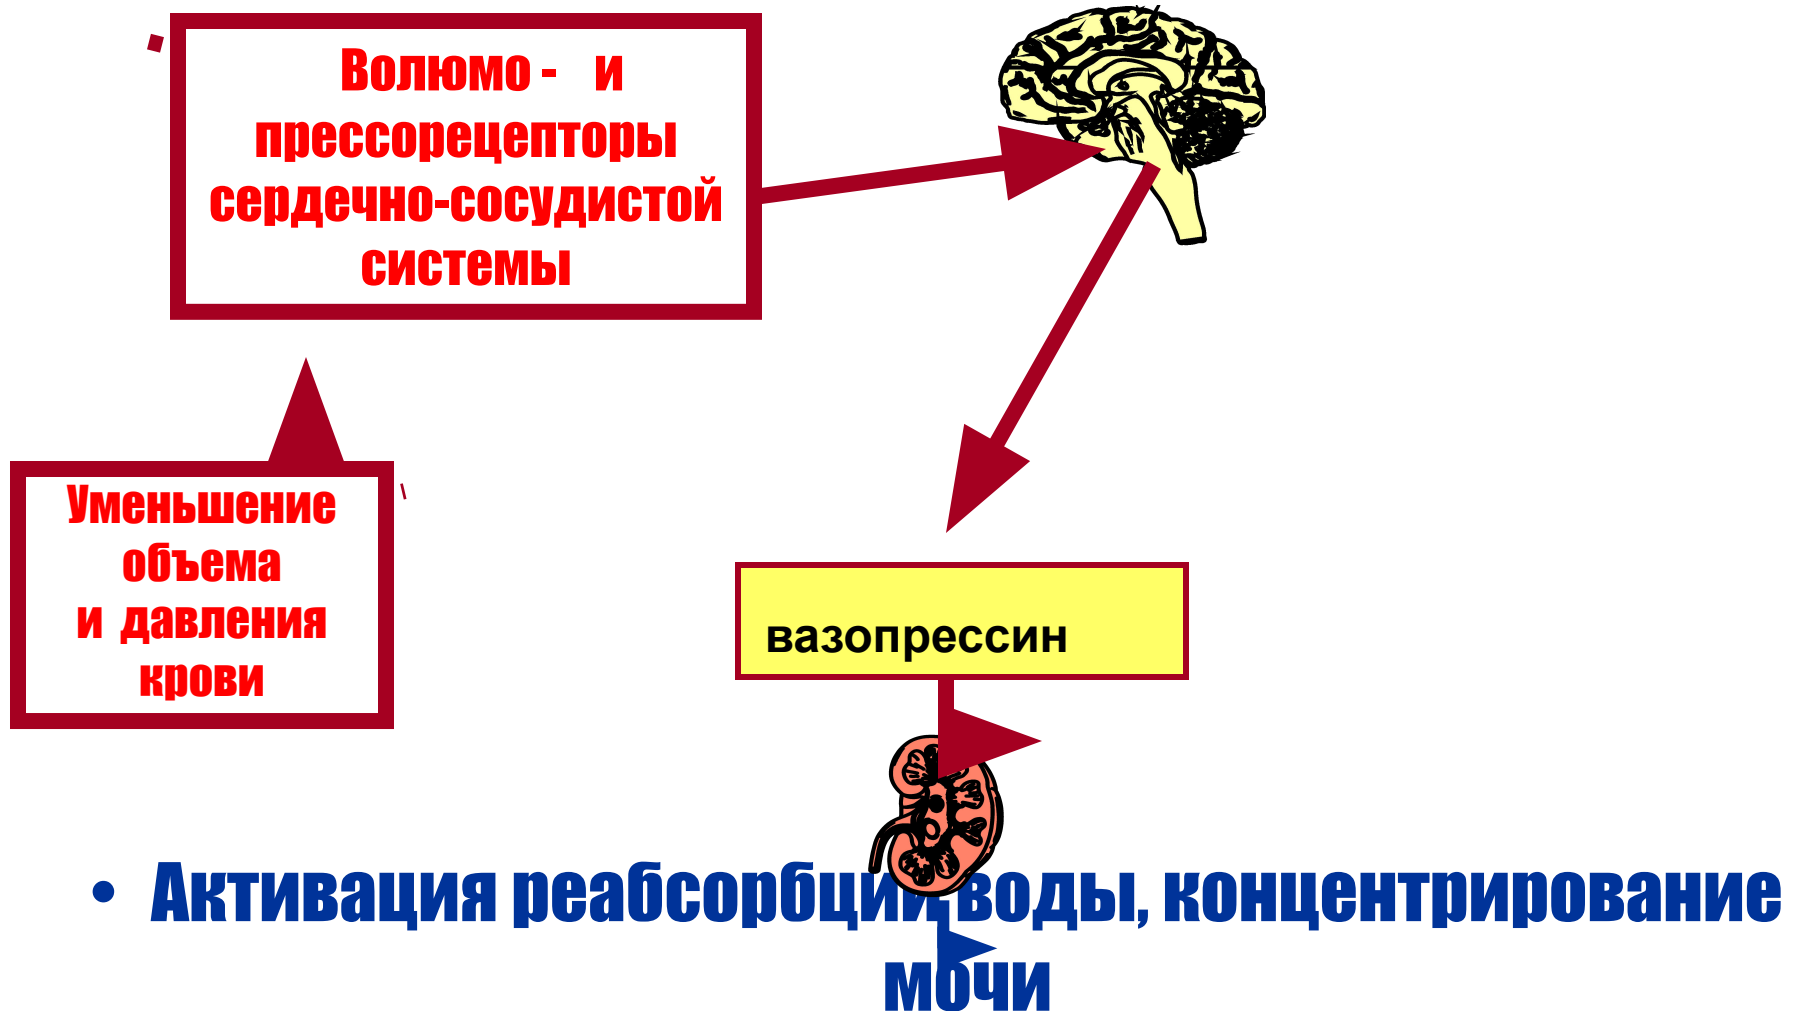 Волюмо - и
прессорецепторы
сердечно-сосудистой
системы
Уменьшение
объема
и давления
крови
вазопрессин
• Активация реабсорбции воды, концентрирование
мочи